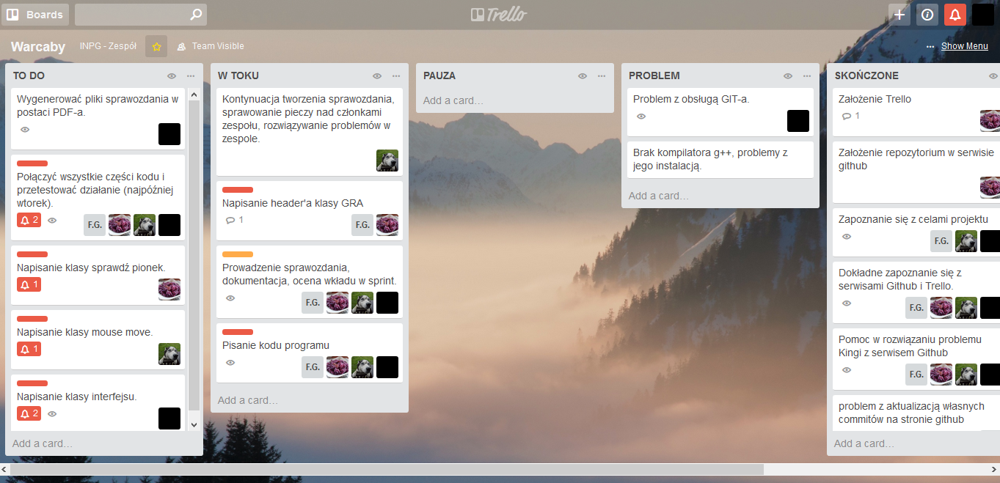 Boards
Trello
Warcaby
INPG - Zespół
Team Visible
... Show Menu
TO DO
Wygenerować pliki sprawozdania w
postaci PDF-a.
Połączyć wszystkie części kodu i
przetestować działanie (najpóźniej
wtorek).
2
F.G.
Napisanie klasy sprawdź pionek.
1
Napisanie klasy mouse move.
1
Napisanie klasy interfejsu.
2
Add a card...
W TOKU
Kontynuacja tworzenia sprawozdania,
sprawowanie pieczy nad członkami
zespołu, rozwiązywanie problemów w
zespole.
Napisanie header'a klasy GRA
1
F.G.
Prowadzenie sprawozdania,
dokumentacja, ocena wkładu w sprint.
F.G.
Pisanie kodu programu
F.G.
Add a card...
PAUZA
Add a card...
PROBLEM
Problem z obsługą GIT-a.
Brak kompilatora g++, problemy z
jego instalacją.
Add a card...
SKOŃCZONE
Założenie Trello
1
Założenie repozytorium w serwisie
github
Zapoznanie się z celami projektu
F.G.
Dokładne zapoznanie się z
serwisami Github i Trello.
F.G.
Pomoc w rozwiązaniu problemu
Kingi z serwisem Github
F.G.
problem z aktualizacją własnych
commitów na stronie github
Add a card...